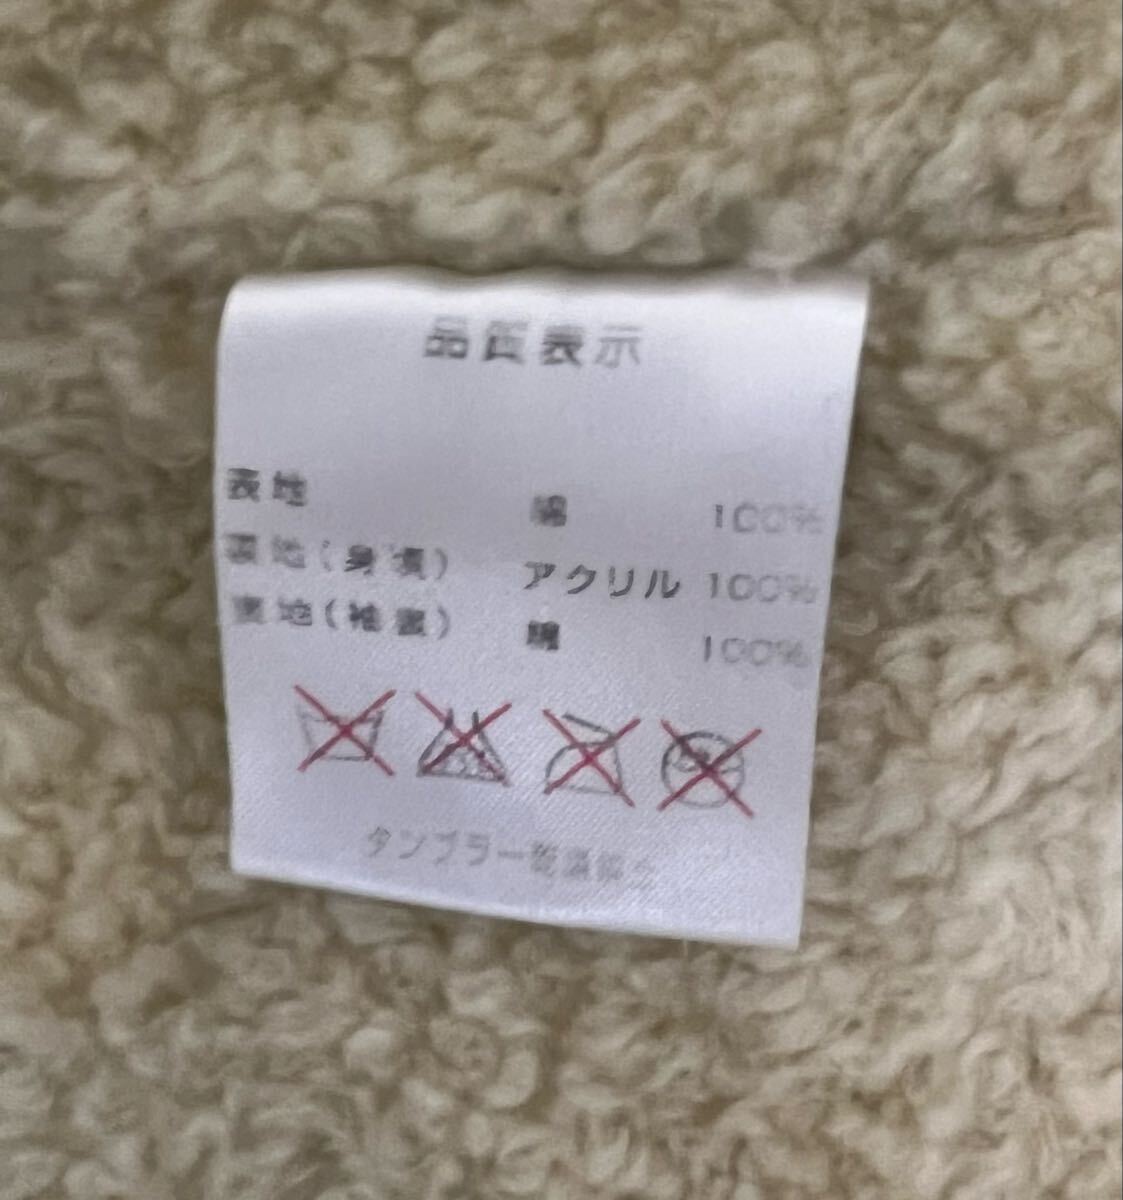 品質表示
表地 綿 100%
裏地(身頃) アクリル 100%
裏地(袖裏) 綿 100%
タンブラー乾燥禁止